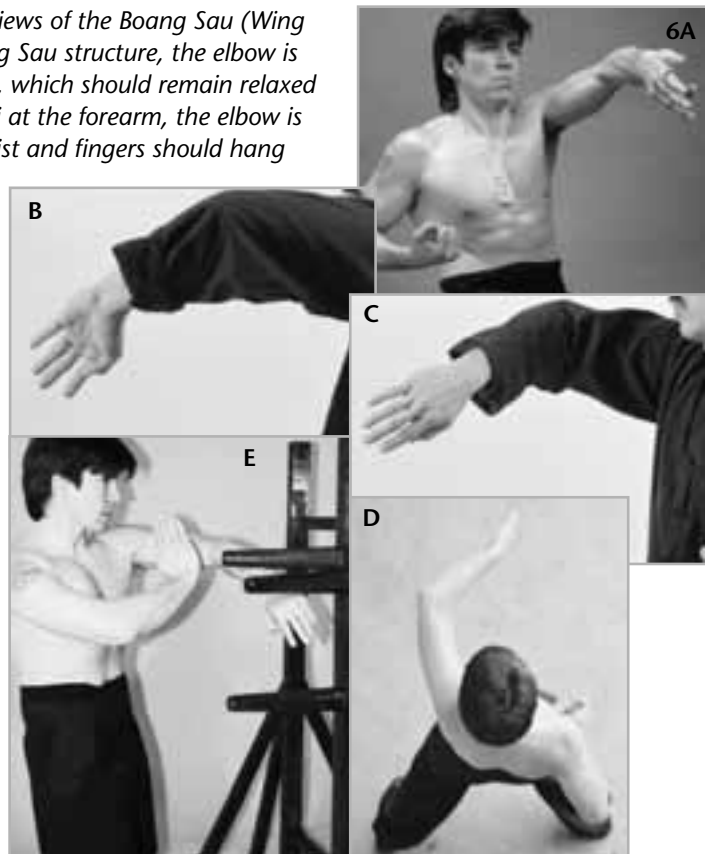 views of the Boang Sau (Wing
g Sau structure, the elbow is
, which should remain relaxed
i at the forearm, the elbow is
ist and fingers should hang
6A
B
C
E
D